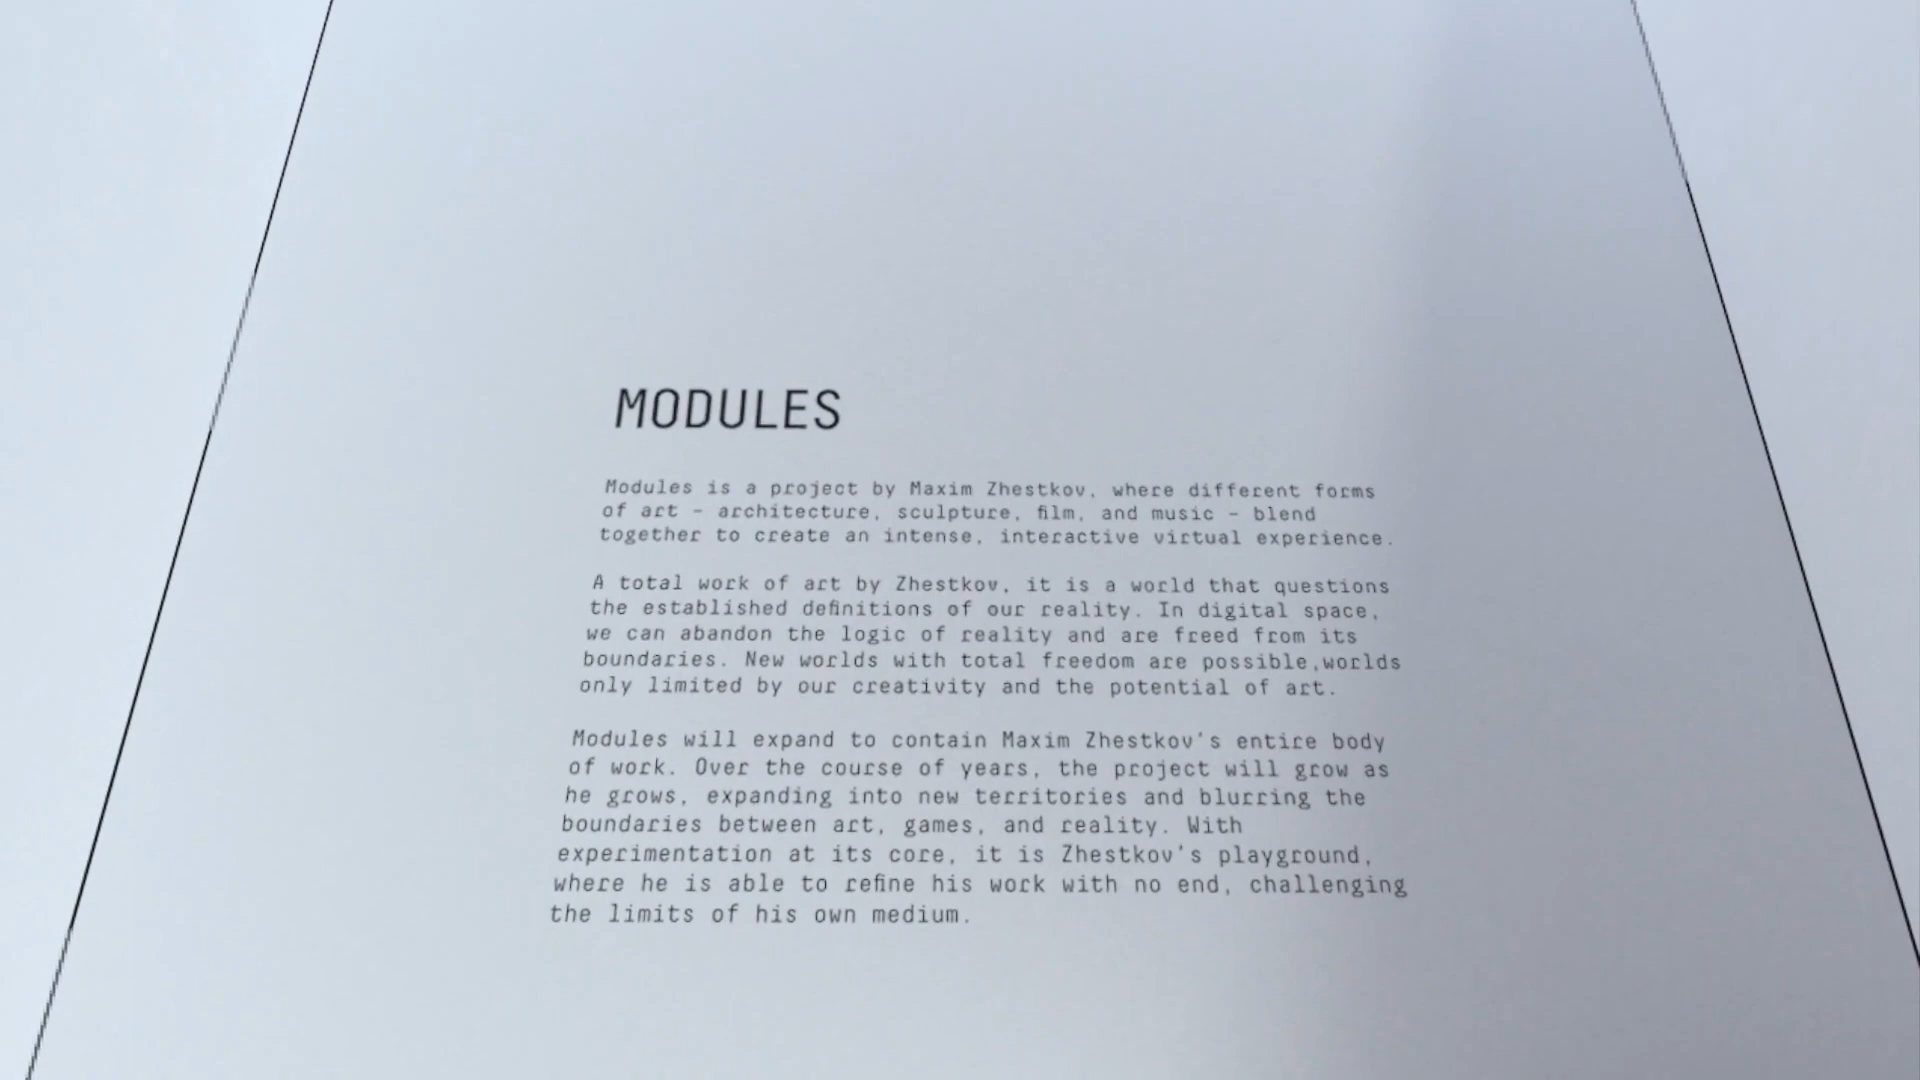 MODULES
Modules is a project by Maxim Zhestkov, where different forms
of art – architecture, sculpture, film, and music – blend
together to create an intense, interactive virtual experience.
A total work of art by Zhestkov, it is a world that questions
the established definitions of our reality. In digital space,
we can abandon the logic of reality and are freed from its
boundaries. New worlds with total freedom are possible,worlds
only limited by our creativity and the potential of art.
Modules will expand to contain Maxim Zhestkov's entire body
of work. Over the course of years, the project will grow as
he grows, expanding into new territories and blurring the
boundaries between art, games, and reality. With
experimentation at its core, it is Zhestkov's playground,
where he is able to refine his work with no end, challenging
the limits of his own medium.